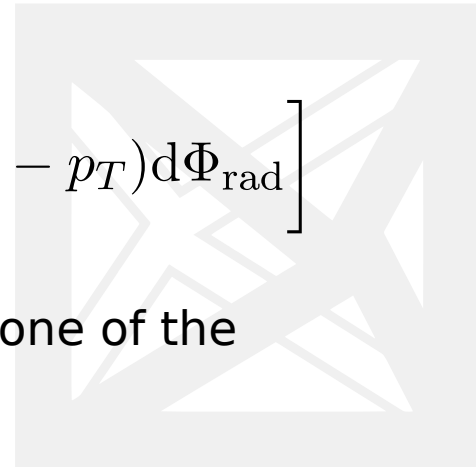 − p_T)dΦ_rad]
one of the